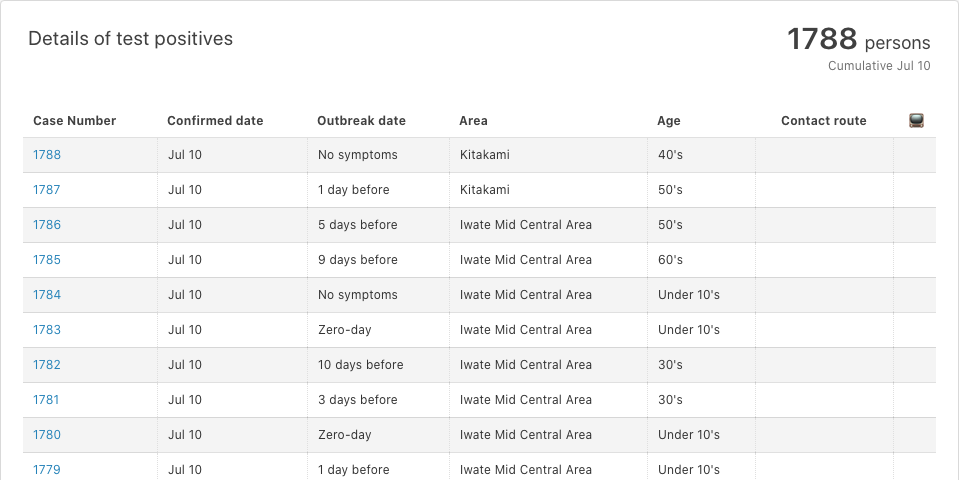 Details of test positives
1788 persons
Cumulative Jul 10
Case Number Confirmed date Outbreak date Area Age Contact route
1788 Jul 10 No symptoms Kitakami 40's
1787 Jul 10 1 day before Kitakami 50's
1786 Jul 10 5 days before Iwate Mid Central Area 50's
1785 Jul 10 9 days before Iwate Mid Central Area 60's
1784 Jul 10 No symptoms Iwate Mid Central Area Under 10's
1783 Jul 10 Zero-day Iwate Mid Central Area Under 10's
1782 Jul 10 10 days before Iwate Mid Central Area 30's
1781 Jul 10 3 days before Iwate Mid Central Area 30's
1780 Jul 10 Zero-day Iwate Mid Central Area Under 10's
1779 Jul 10 1 day before Iwate Mid Central Area Under 10's